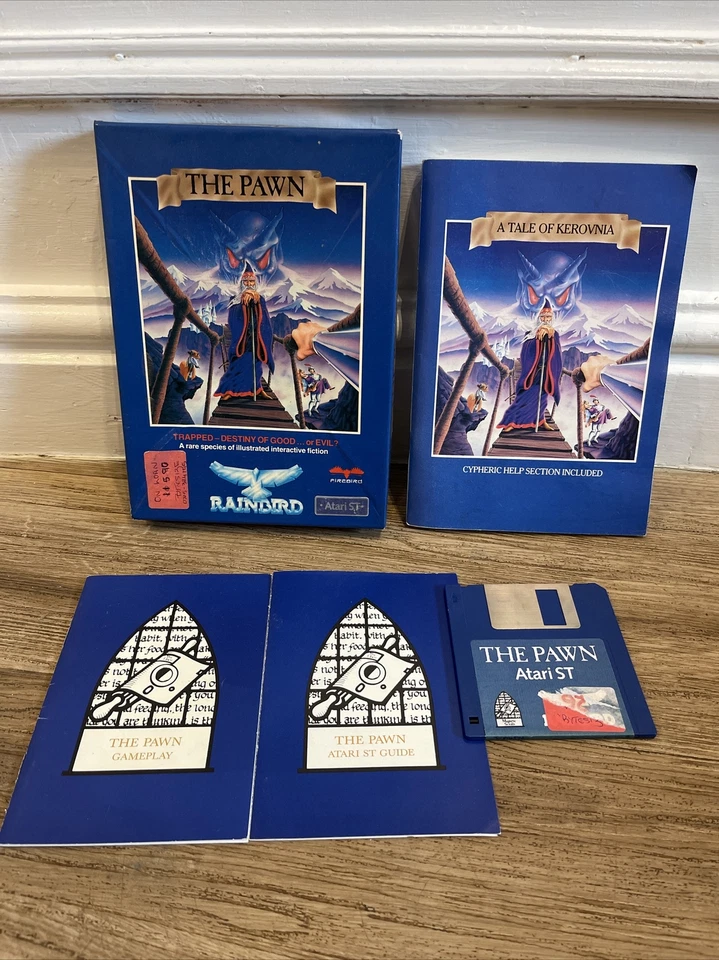 THE PAWN
TRAPPED – DESTINY OF GOOD ... or EVIL?
A rare species of illustrated interactive fiction
RAINBIRD
FIREBIRD
Atari ST
A TALE OF KEROVNIA
CYPHERIC HELP SECTION INCLUDED
THE PAWN
GAMEPLAY
THE PAWN
ATARI ST GUIDE
THE PAWN
Atari ST